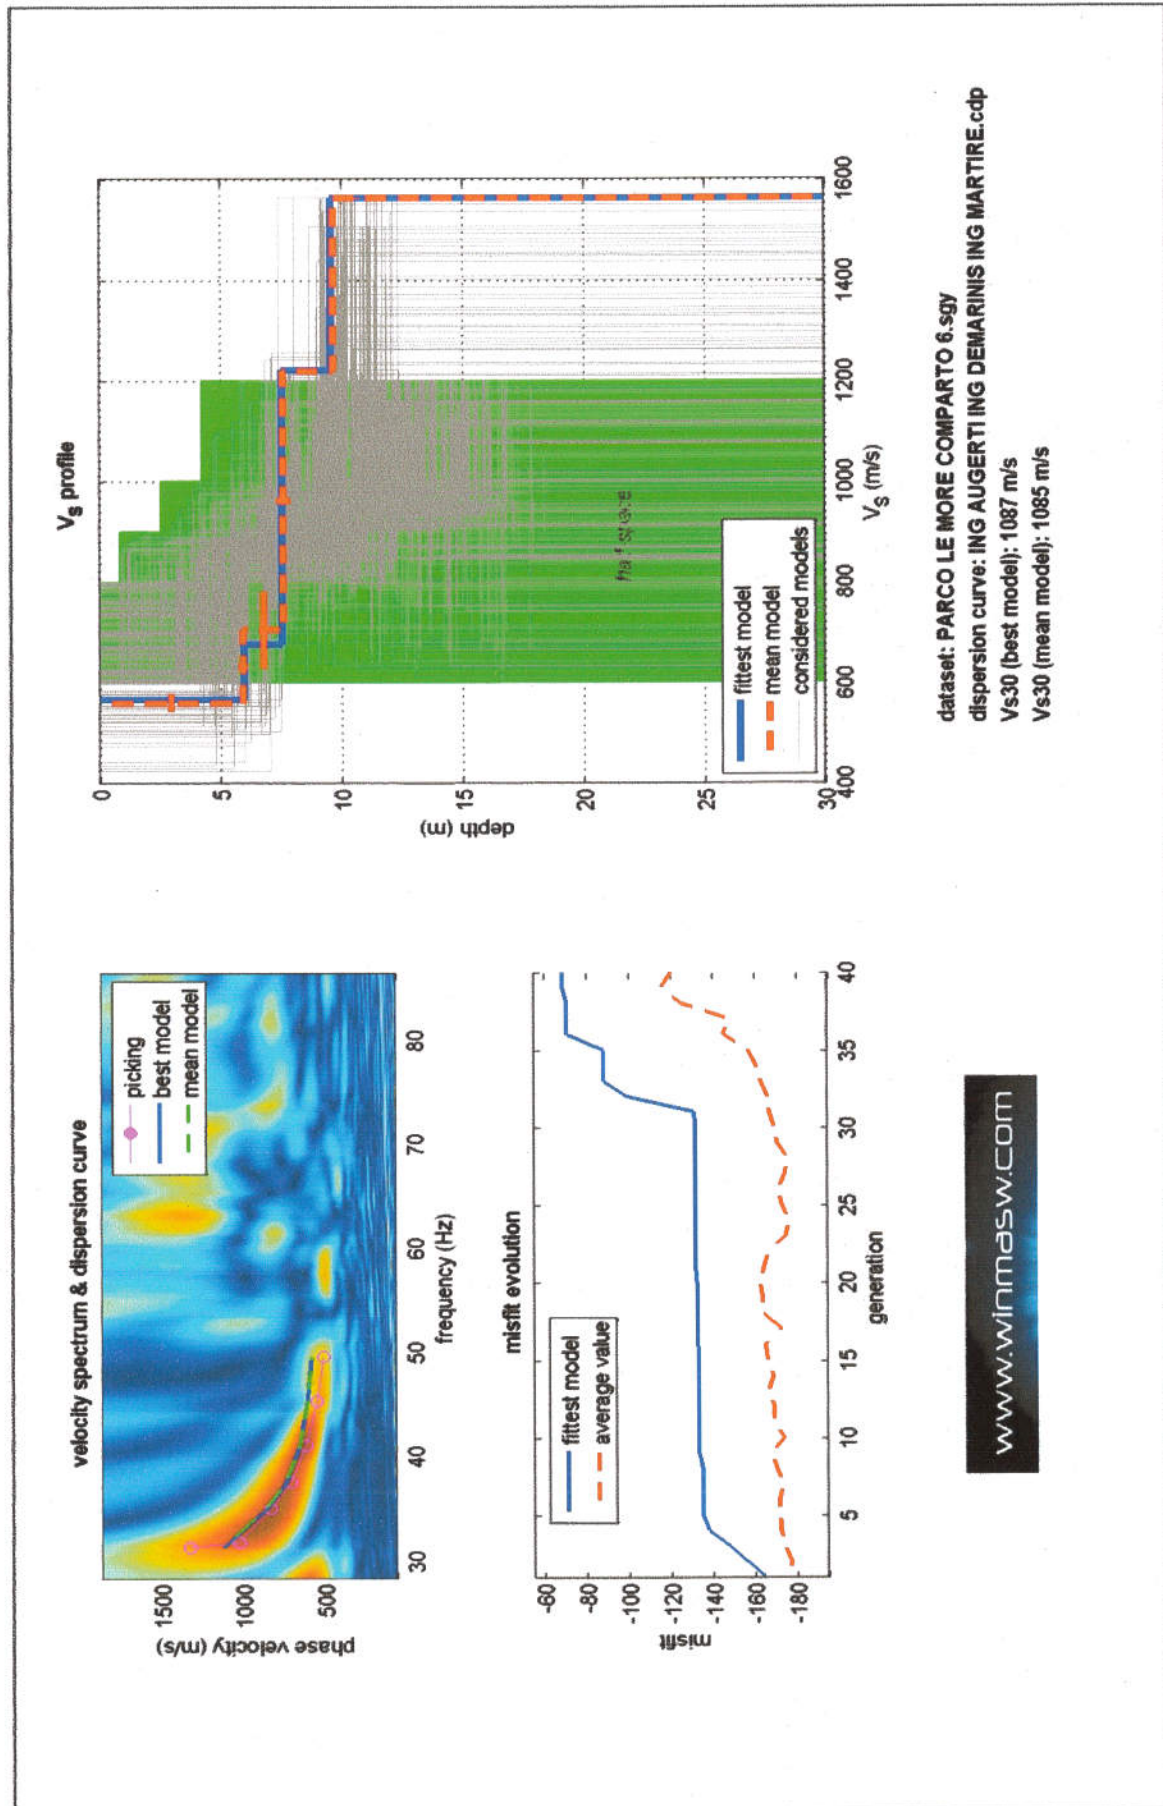 velocity spectrum & dispersion curve
phase velocity (m/s)
1500
1000
500
picking
best model
mean model
30
40
50
60
70
80
frequency (Hz)
misfit evolution
misfit
-60
-80
-100
-120
-140
-160
-180
fittest model
average value
5
10
15
20
25
30
35
40
generation
www.winmasw.com
VS profile
depth (m)
0
5
10
15
20
25
30
half-space
fittest model
mean model
considered models
400
600
800
1000
1200
1400
1600
VS (m/s)
dataset: PARCO LE MORE COMPARTO 6.sgy
dispersion curve: ING AUGERTI ING DEMARINIS ING MARTIRE.cdp
Vs30 (best model): 1087 m/s
Vs30 (mean model): 1085 m/s